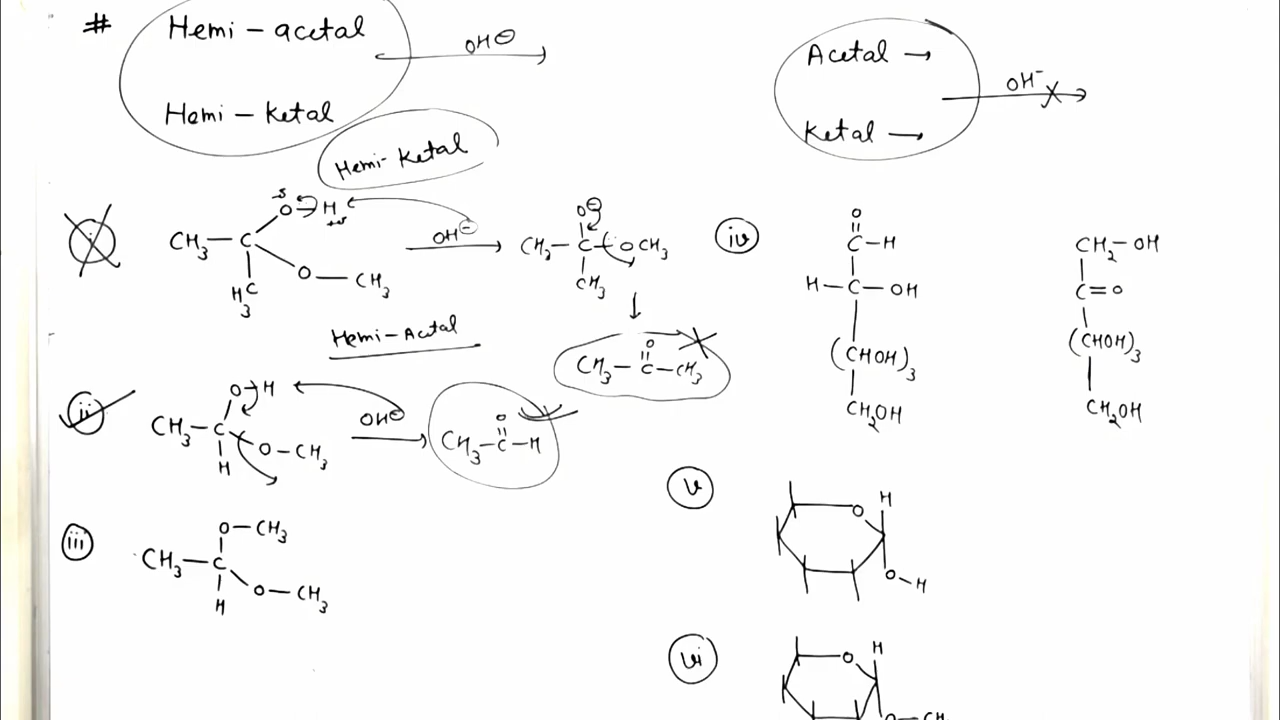 # Hemi - acetal
OH⊖
Hemi - Ketal
Acetal →
OH⁻
Ketal →
Hemi-Ketal
i
CH₃ - C
O H
O - CH₃
H₃C
OH⊖
O⊖
CH₃ - C - OCH₃
CH₃
↓
O
CH₃ - C - CH₃
Hemi-Actal
ii
O H
CH₃ - C
H
O - CH₃
OH⊖
O
CH₃ - C - H
iii
O - CH₃
CH₃ - C
H
O - CH₃
iv
O
C - H
H - C - OH
(CHOH)₃
CH₂OH
CH₂ - OH
C = O
(CHOH)₃
CH₂OH
v
O
H
O - H
vi
O
H